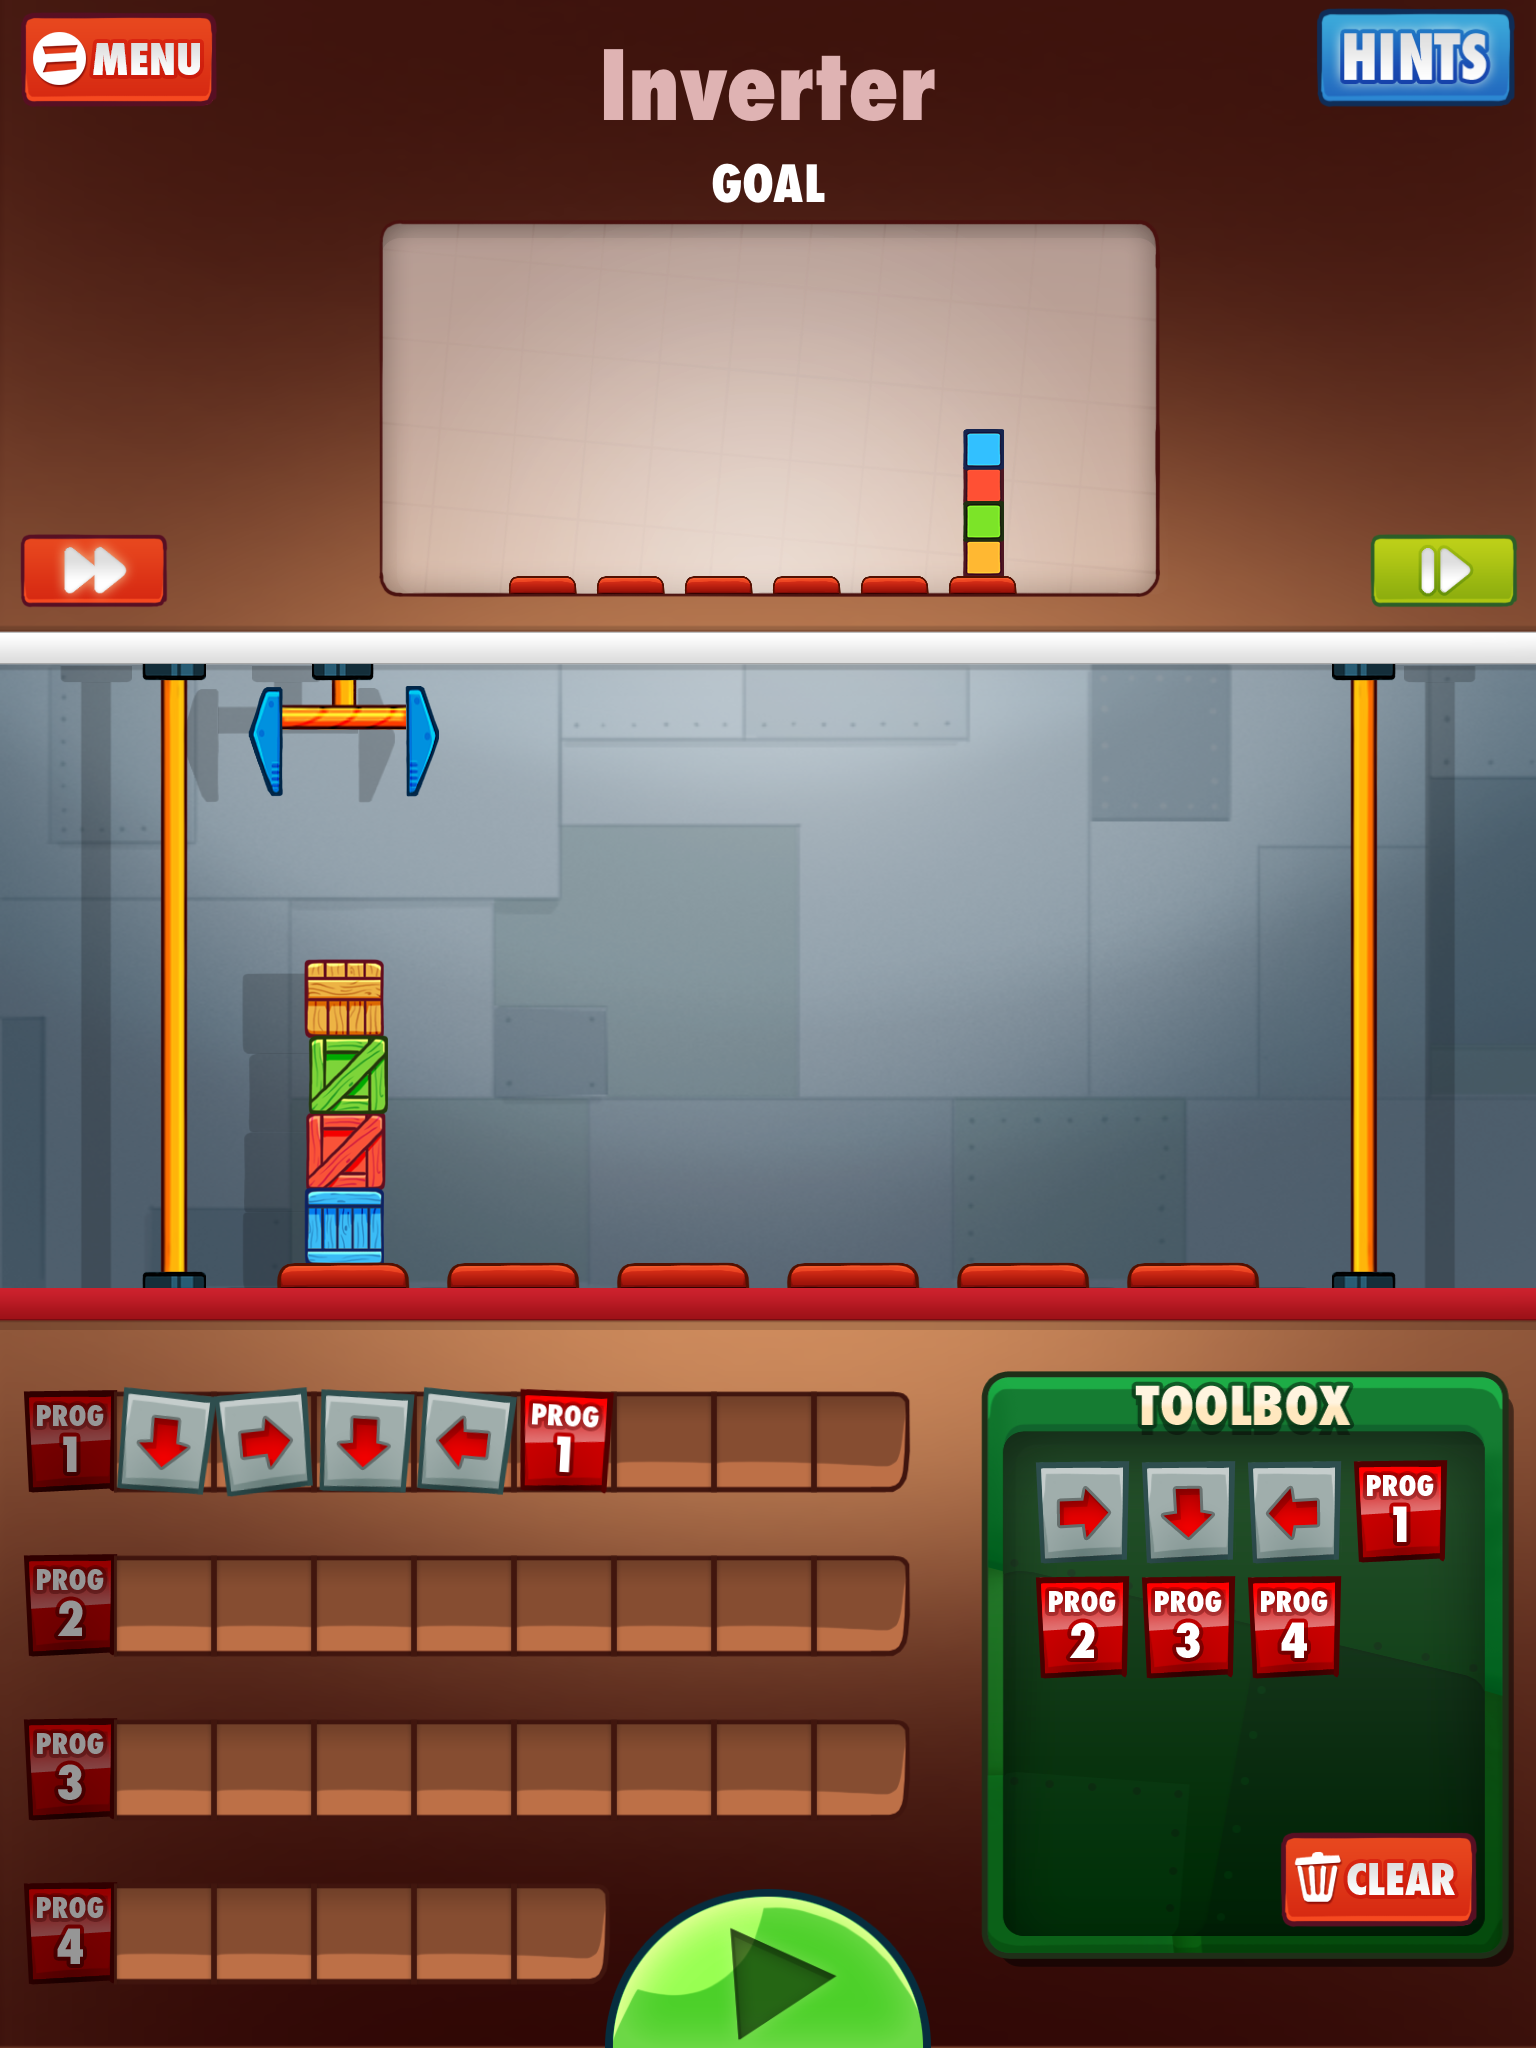 MENU
Inverter
HINTS
GOAL
PROG
1
PROG
1
PROG
2
PROG
3
PROG
4
TOOLBOX
PROG
1
PROG
2
PROG
3
PROG
4
CLEAR